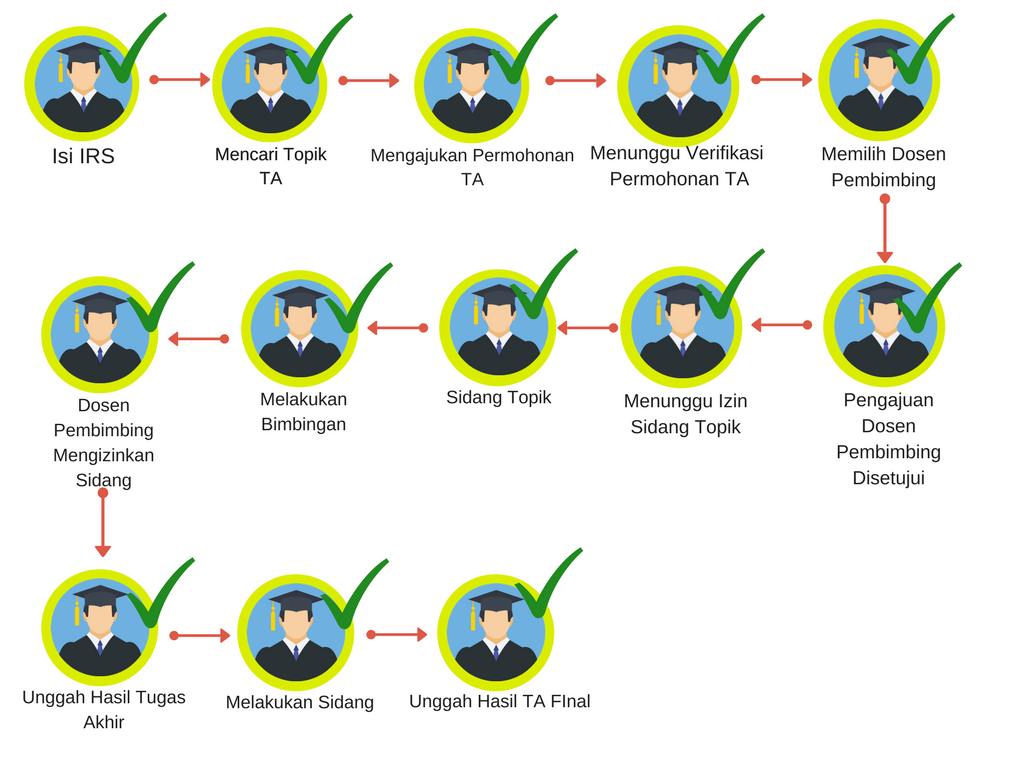 Isi IRS
Mencari Topik
TA
Mengajukan Permohonan
TA
Menunggu Verifikasi
Permohonan TA
Memilih Dosen
Pembimbing
Pengajuan
Dosen
Pembimbing
Disetujui
Menunggu Izin
Sidang Topik
Sidang Topik
Melakukan
Bimbingan
Dosen
Pembimbing
Mengizinkan
Sidang
Unggah Hasil Tugas
Akhir
Melakukan Sidang
Unggah Hasil TA FInal